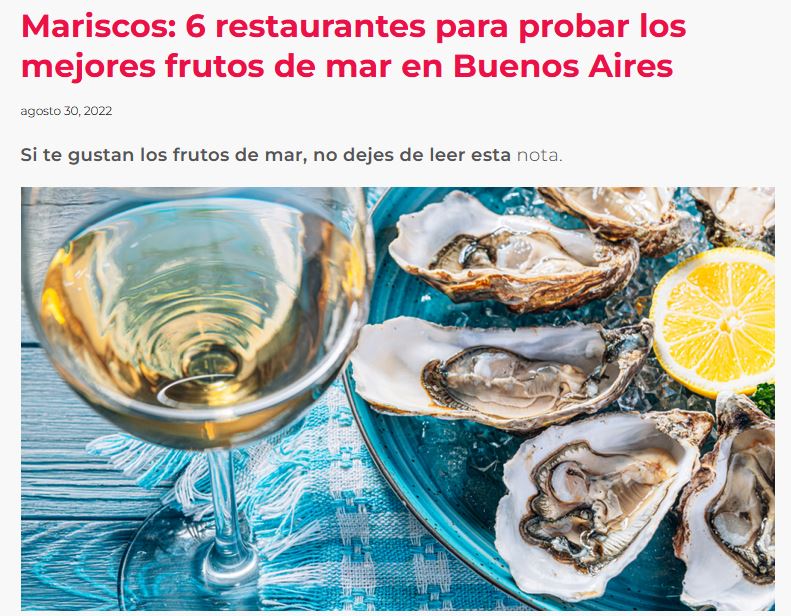 Mariscos: 6 restaurantes para probar los
mejores frutos de mar en Buenos Aires
agosto 30, 2022
Si te gustan los frutos de mar, no dejes de leer esta nota.